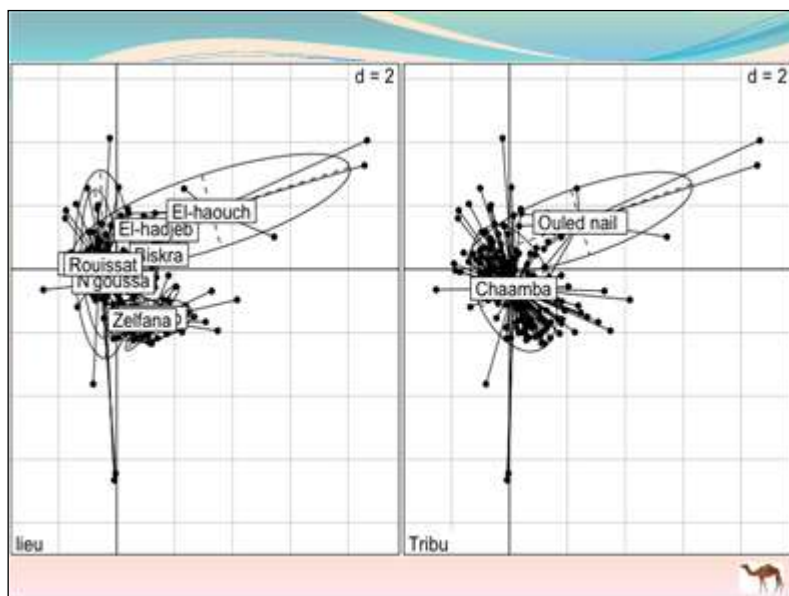 d = 2
El-haouch
El-hadjeb
Biskra
Rouissat
N'goussa
Zelfana
lieu
d = 2
Ouled nail
Chaamba
Tribu